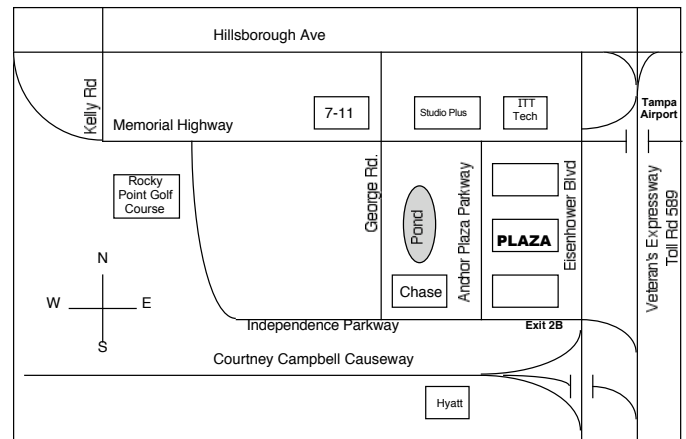 Hillsborough Ave
Kelly Rd
7-11
Studio Plus
ITT
Tech
Tampa
Airport
Memorial Highway
Rocky
Point Golf
Course
George Rd.
Pond
Anchor Plaza Parkway
PLAZA
Eisenhower Blvd
Veteran's Expressway
Toll Rd 589
N
W
E
S
Chase
Independence Parkway
Exit 2B
Courtney Campbell Causeway
Hyatt